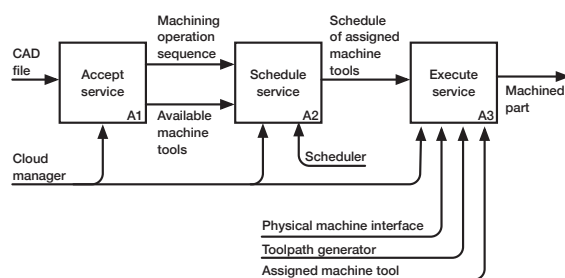 CAD
file
Accept
service
A1
Machining
operation
sequence
Available
machine
tools
Schedule
service
A2
Schedule
of assigned
machine
tools
Execute
service
A3
Machined
part
Cloud
manager
Scheduler
Physical machine interface
Toolpath generator
Assigned machine tool